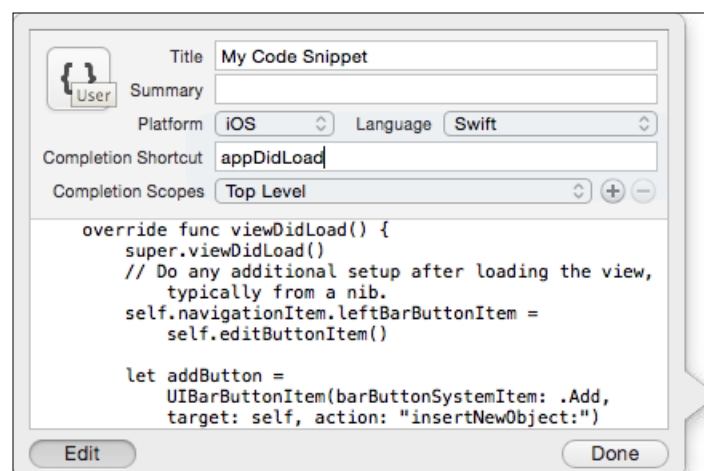 Title My Code Snippet
{ } User
Summary
Platform iOS Language Swift
Completion Shortcut appDidLoad
Completion Scopes Top Level
override func viewDidLoad() {
super.viewDidLoad()
// Do any additional setup after loading the view,
typically from a nib.
self.navigationItem.leftBarButtonItem =
self.editButtonItem()
let addButton =
UIBarButtonItem(barButtonSystemItem: .Add,
target: self, action: "insertNewObject:")
Edit Done